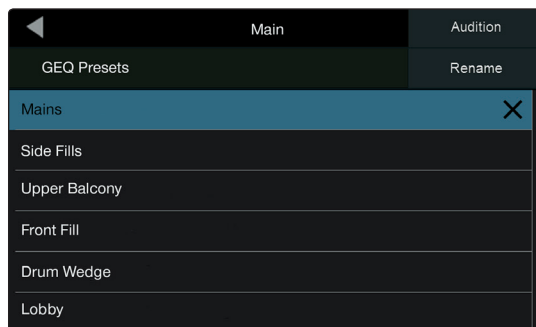 Main
Audition
GEQ Presets
Rename
Mains
Side Fills
Upper Balcony
Front Fill
Drum Wedge
Lobby